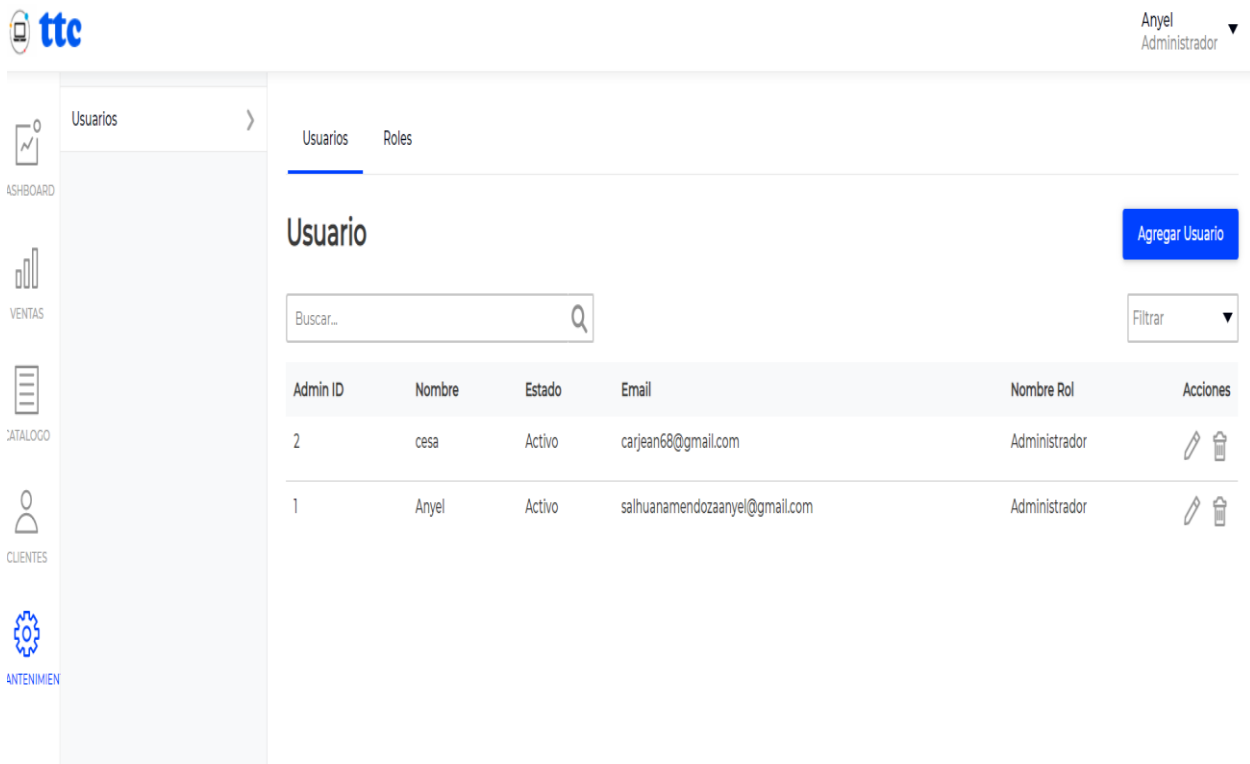 ttc
Anyel
Administrador
Usuarios
Usuarios Roles
ASHBOARD
Usuario
Agregar Usuario
VENTAS
Buscar...
Filtrar
Admin ID Nombre Estado Email Nombre Rol Acciones
CATALOGO
2 cesa Activo carjean68@gmail.com Administrador
1 Anyel Activo salhuanamendozaanyel@gmail.com Administrador
CLIENTES
ANTENIMIEN